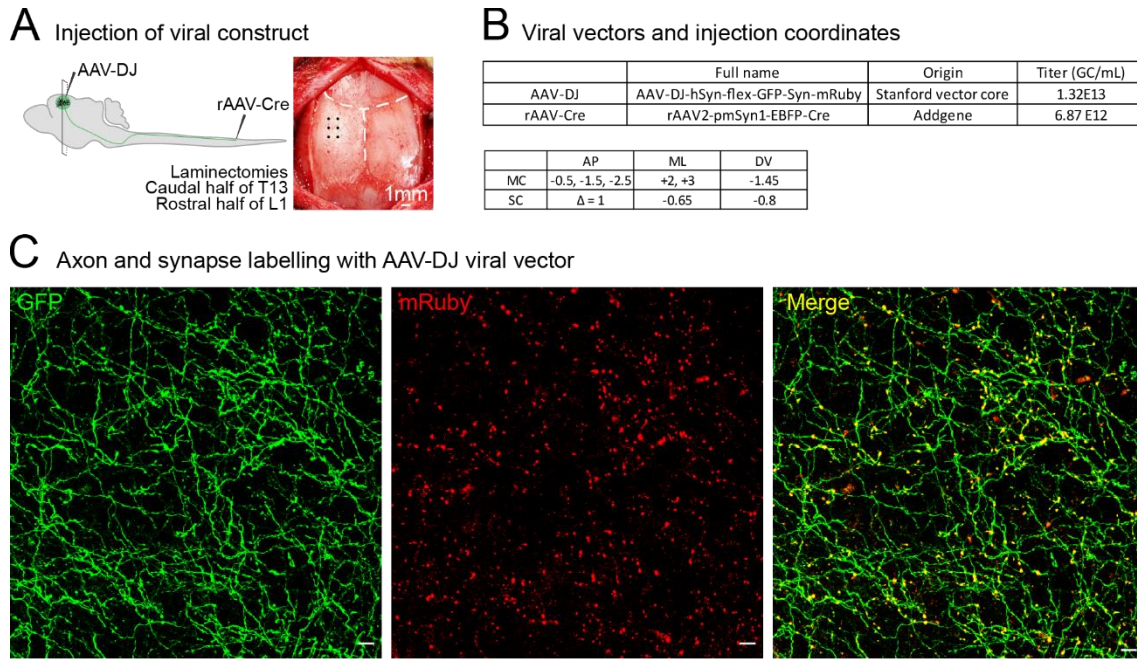 A Injection of viral construct
AAV-DJ
rAAV-Cre
Laminectomies
Caudal half of T13
Rostral half of L1
1mm
B Viral vectors and injection coordinates
Full name Origin Titer (GC/mL)
AAV-DJ AAV-DJ-hSyn-flex-GFP-Syn-mRuby Stanford vector core 1.32E13
rAAV-Cre rAAV2-pmSyn1-EBFP-Cre Addgene 6.87 E12
AP ML DV
MC -0.5, -1.5, -2.5 +2, +3 -1.45
SC Δ = 1 -0.65 -0.8
C Axon and synapse labelling with AAV-DJ viral vector
GFP
mRuby
Merge